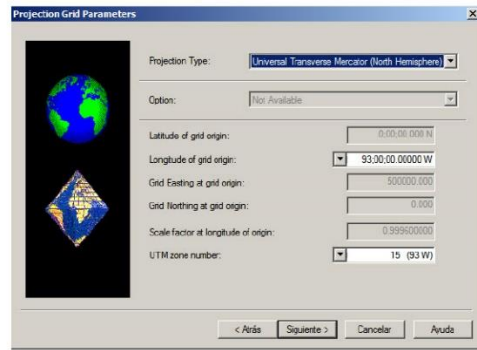 Projection Grid Parameters
Projection Type: Universal Transverse Mercator (North Hemisphere)
Option: Not Available
Latitude of grid origin: 0;00;00.000 N
Longitude of grid origin: 93;00;00.00000 W
Grid Easting at grid origin: 500000.000
Grid Northing at grid origin: 0.000
Scale factor at longitude of origin: 0.999600000
UTM zone number: 15 (93 W)
< Atrás Siguiente > Cancelar Ayuda